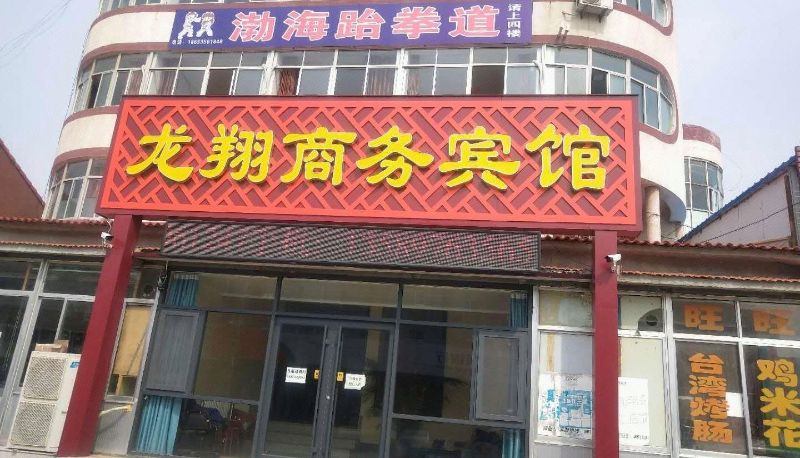 渤海跆拳道
请上四楼
龙翔商务宾馆
旺旺
台湾烤肠
鸡米花